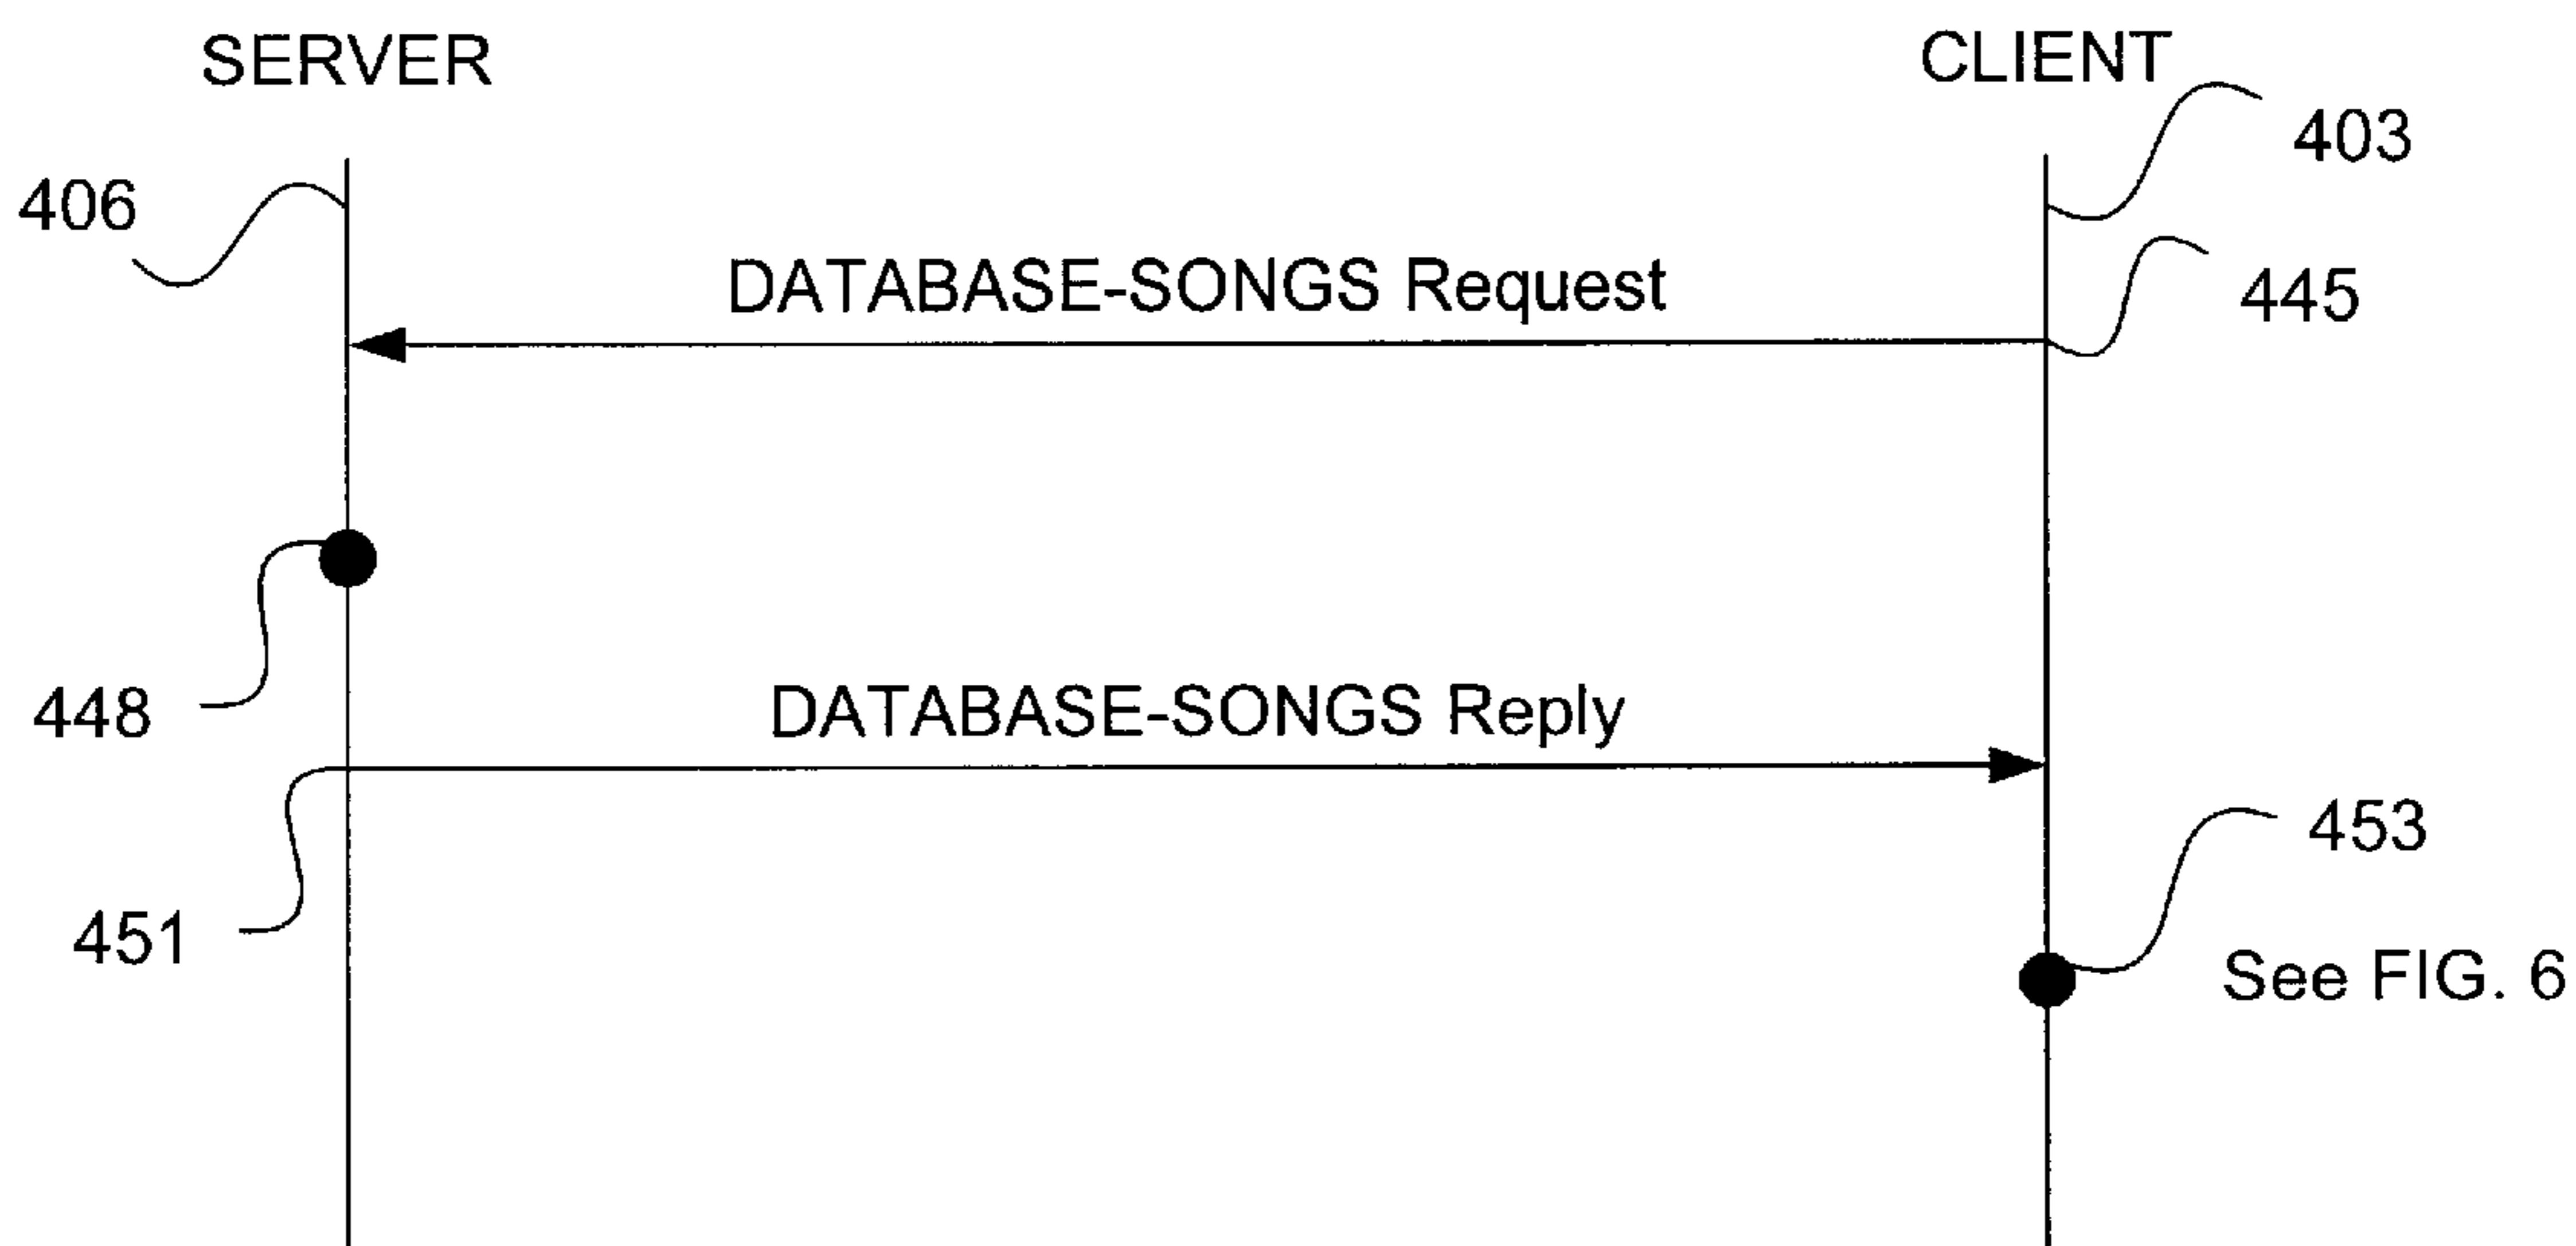 SERVER
CLIENT
403
406
DATABASE-SONGS Request
445
448
DATABASE-SONGS Reply
453
451
See FIG. 6